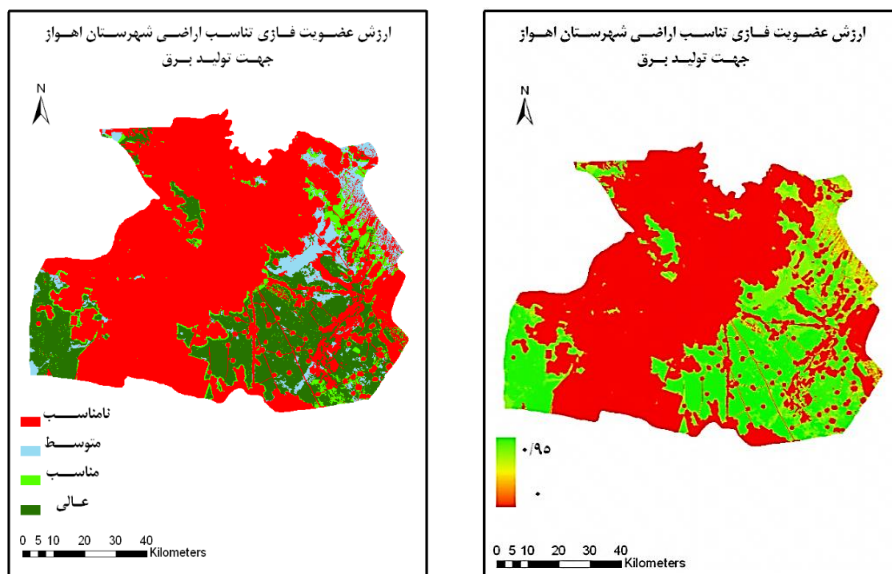 ارزش عضویت فازی تناسب اراضی شهرستان اهواز
جهت تولید برق
N
نامناسب
متوسط
مناسب
عالی
0 5 10 20 30 40
Kilometers
ارزش عضویت فازی تناسب اراضی شهرستان اهواز
جهت تولید برق
N
۰/۹۵
۰
0 5 10 20 30 40
Kilometers